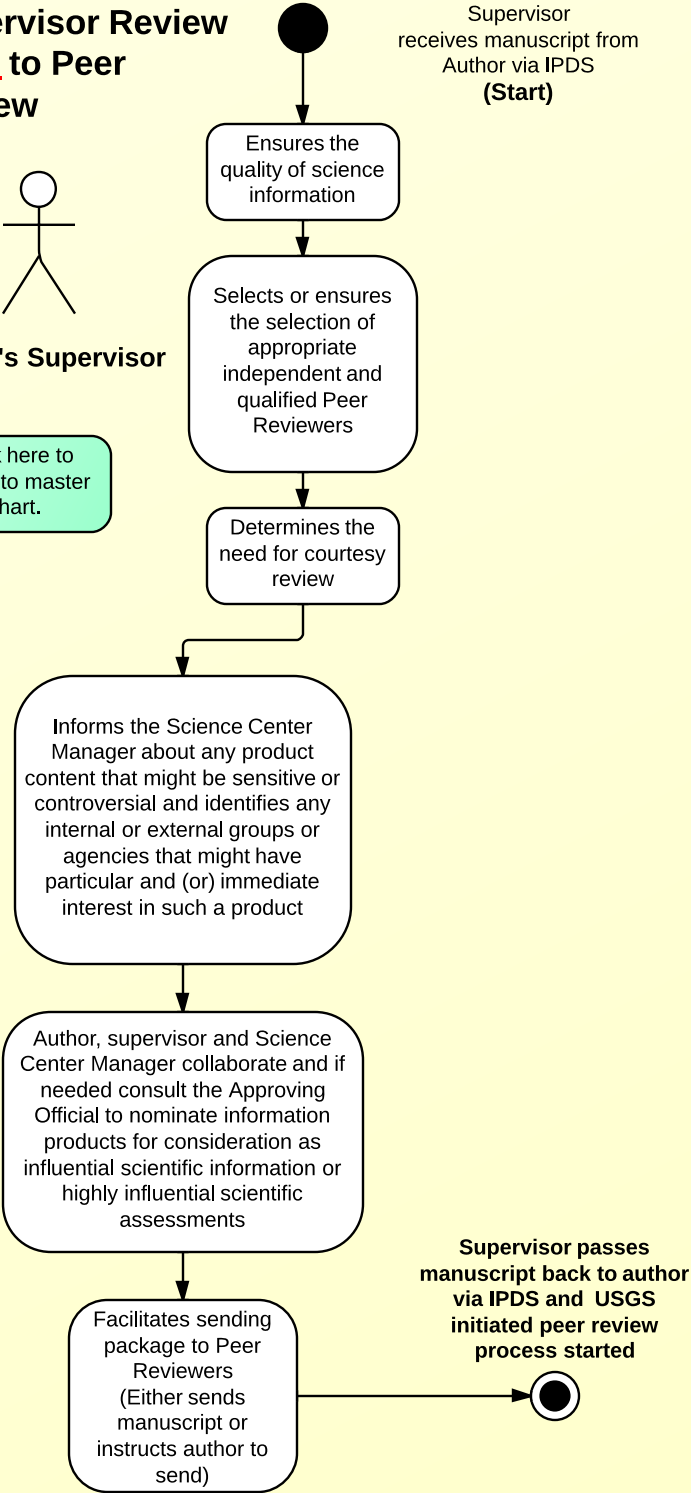 rvisor Review
to Peer
ew
Supervisor
receives manuscript from
Author via IPDS
(Start)
Ensures the
quality of science
information
Selects or ensures
the selection of
appropriate
independent and
qualified Peer
Reviewers
's Supervisor
here to
to master
hart.
Determines the
need for courtesy
review
Informs the Science Center
Manager about any product
content that might be sensitive or
controversial and identifies any
internal or external groups or
agencies that might have
particular and (or) immediate
interest in such a product
Author, supervisor and Science
Center Manager collaborate and if
needed consult the Approving
Official to nominate information
products for consideration as
influential scientific information or
highly influential scientific
assessments
Supervisor passes
manuscript back to author
via IPDS and USGS
initiated peer review
process started
Facilitates sending
package to Peer
Reviewers
(Either sends
manuscript or
instructs author to
send)